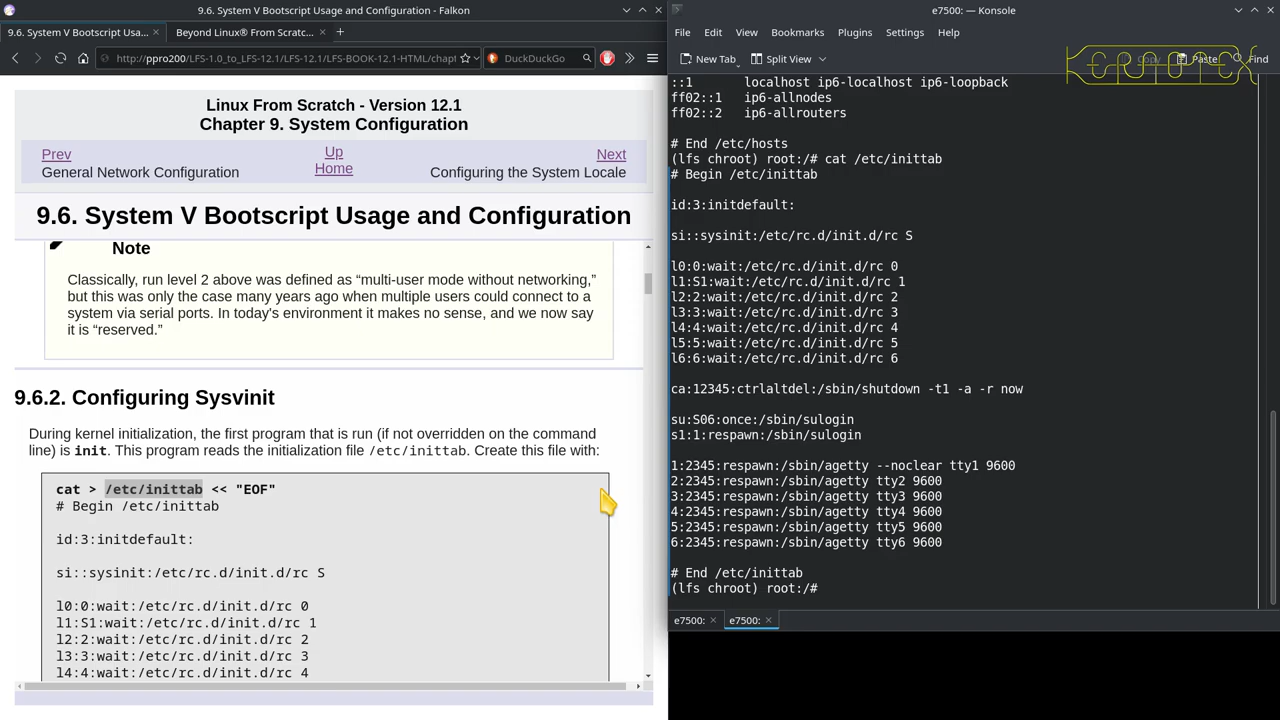 9.6. System V Bootscript Usage and Configuration - Falkon
9.6. System V Bootscript Usa...
Beyond Linux® From Scratc...
http://ppro200/LFS-1.0_to_LFS-12.1/LFS-12.1/LFS-BOOK-12.1-HTML/chapt
DuckDuckGo
Linux From Scratch - Version 12.1
Chapter 9. System Configuration
Prev
General Network Configuration
Up
Home
Next
Configuring the System Locale
9.6. System V Bootscript Usage and Configuration
Note
Classically, run level 2 above was defined as “multi-user mode without networking,”
but this was only the case many years ago when multiple users could connect to a
system via serial ports. In today's environment it makes no sense, and we now say
it is “reserved.”
9.6.2. Configuring Sysvinit
During kernel initialization, the first program that is run (if not overridden on the command
line) is init. This program reads the initialization file /etc/inittab. Create this file with:
cat > /etc/inittab << "EOF"
# Begin /etc/inittab
id:3:initdefault:
si::sysinit:/etc/rc.d/init.d/rc S
l0:0:wait:/etc/rc.d/init.d/rc 0
l1:S1:wait:/etc/rc.d/init.d/rc 1
l2:2:wait:/etc/rc.d/init.d/rc 2
l3:3:wait:/etc/rc.d/init.d/rc 3
l4:4:wait:/etc/rc.d/init.d/rc 4
e7500: — Konsole
File Edit View Bookmarks Plugins Settings Help
New Tab Split View Copy Paste Find
::1 localhost ip6-localhost ip6-loopback
ff02::1 ip6-allnodes
ff02::2 ip6-allrouters
# End /etc/hosts
(lfs chroot) root:/# cat /etc/inittab
# Begin /etc/inittab
id:3:initdefault:
si::sysinit:/etc/rc.d/init.d/rc S
l0:0:wait:/etc/rc.d/init.d/rc 0
l1:S1:wait:/etc/rc.d/init.d/rc 1
l2:2:wait:/etc/rc.d/init.d/rc 2
l3:3:wait:/etc/rc.d/init.d/rc 3
l4:4:wait:/etc/rc.d/init.d/rc 4
l5:5:wait:/etc/rc.d/init.d/rc 5
l6:6:wait:/etc/rc.d/init.d/rc 6
ca:12345:ctrlaltdel:/sbin/shutdown -t1 -a -r now
su:S06:once:/sbin/sulogin
s1:1:respawn:/sbin/sulogin
1:2345:respawn:/sbin/agetty --noclear tty1 9600
2:2345:respawn:/sbin/agetty tty2 9600
3:2345:respawn:/sbin/agetty tty3 9600
4:2345:respawn:/sbin/agetty tty4 9600
5:2345:respawn:/sbin/agetty tty5 9600
6:2345:respawn:/sbin/agetty tty6 9600
# End /etc/inittab
(lfs chroot) root:/#
e7500:
e7500: